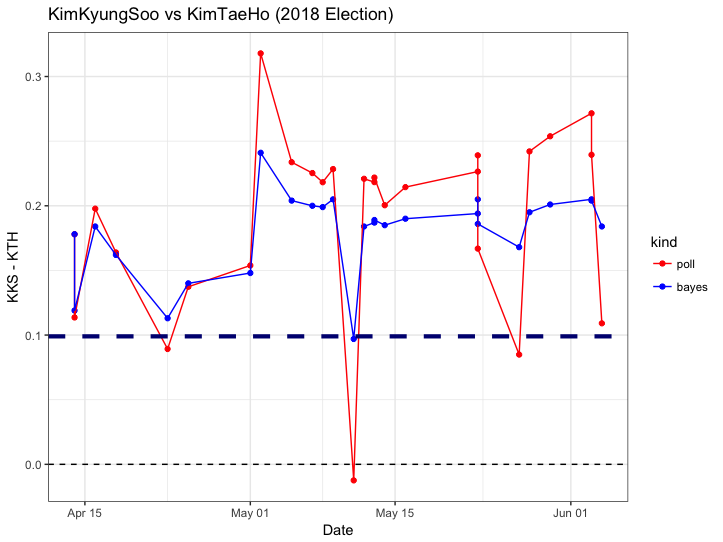 KimKyungSoo vs KimTaeHo (2018 Election)
KKS - KTH
0.3
0.2
0.1
0.0
Apr 15
May 01
May 15
Jun 01
Date
kind
poll
bayes